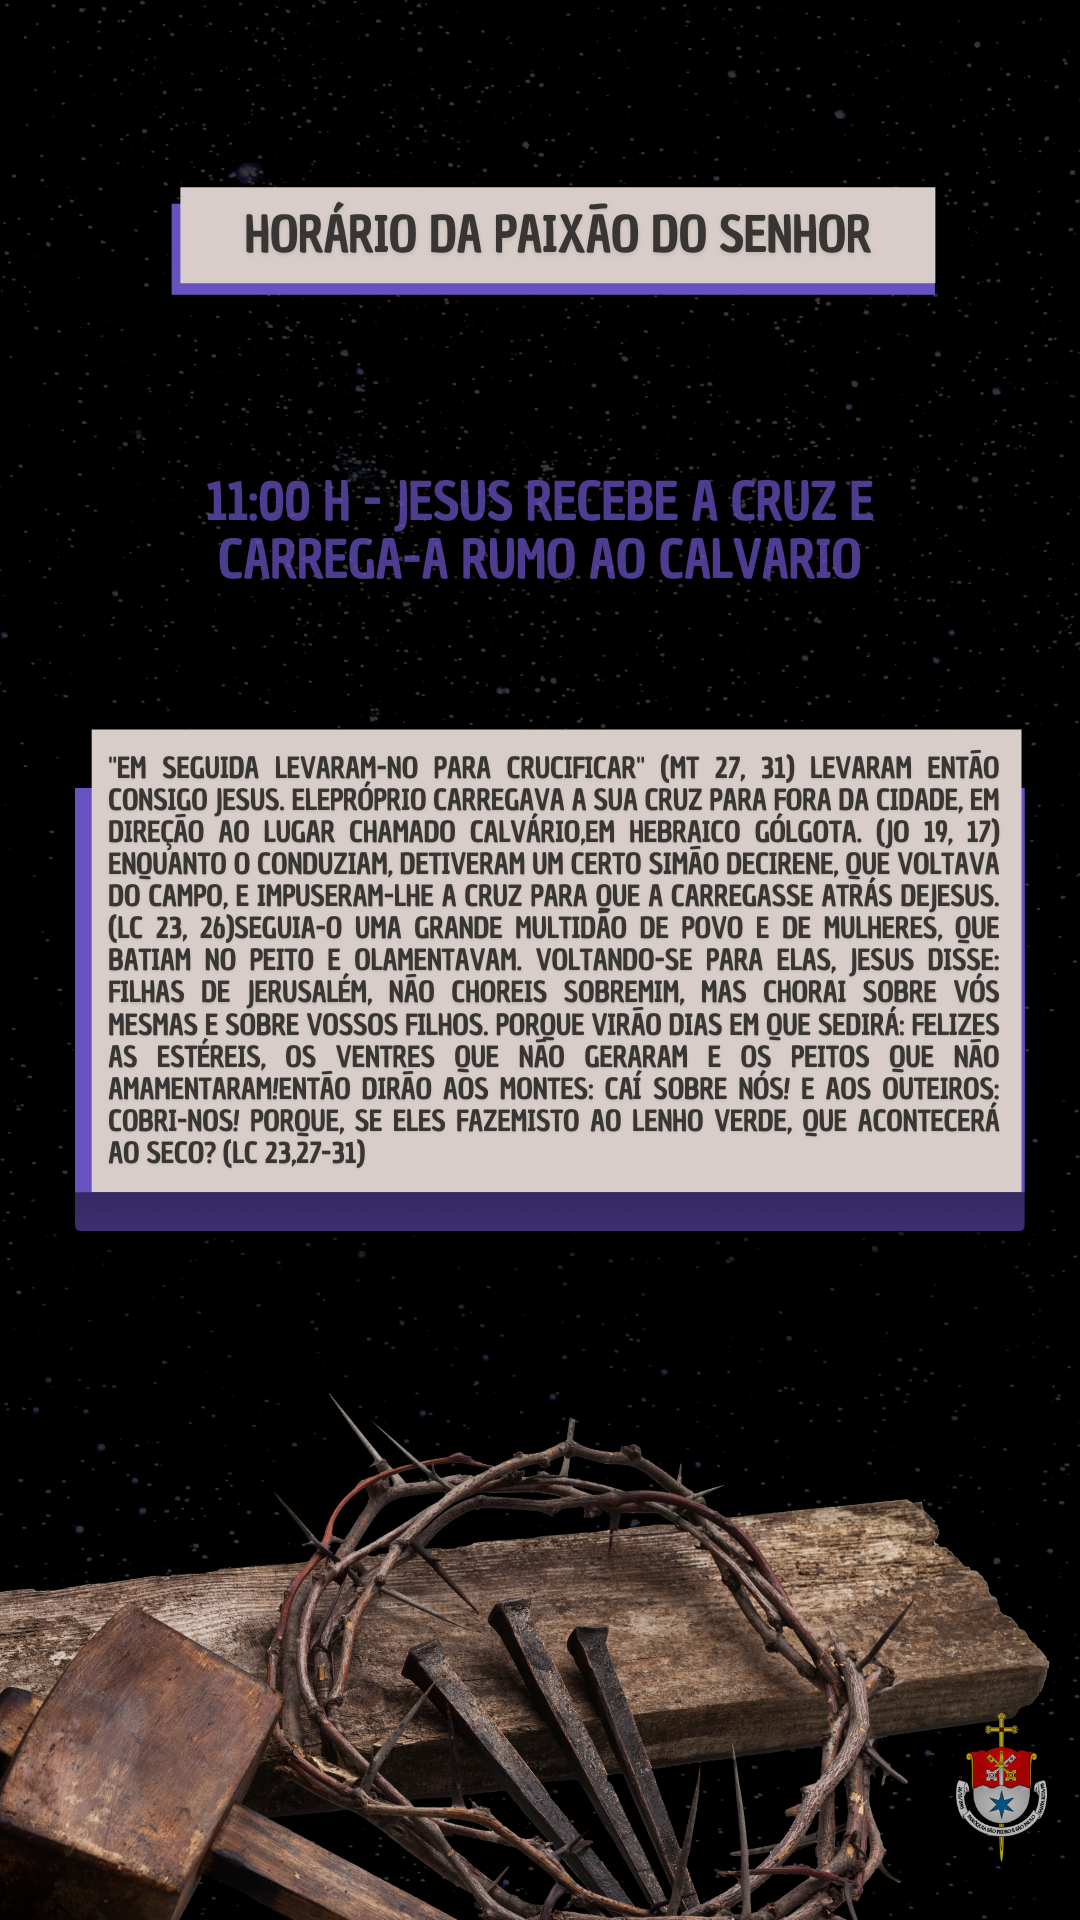 HORÁRIO DA PAIXÃO DO SENHOR
11:00 H - JESUS RECEBE A CRUZ E
CARREGA-A RUMO AO CALVARIO
"EM SEGUIDA LEVARAM-NO PARA CRUCIFICAR" (MT 27, 31) LEVARAM ENTÃO
CONSIGO JESUS. ELEPRÓPRIO CARREGAVA A SUA CRUZ PARA FORA DA CIDADE, EM
DIREÇÃO AO LUGAR CHAMADO CALVÁRIO,EM HEBRAICO GÓLGOTA. (JO 19, 17)
ENQUANTO O CONDUZIAM, DETIVERAM UM CERTO SIMÃO DECIRENE, QUE VOLTAVA
DO CAMPO, E IMPUSERAM-LHE A CRUZ PARA QUE A CARREGASSE ATRÁS DEJESUS.
(LC 23, 26)SEGUIA-O UMA GRANDE MULTIDÃO DE POVO E DE MULHERES, QUE
BATIAM NO PEITO E OLAMENTAVAM. VOLTANDO-SE PARA ELAS, JESUS DISSE:
FILHAS DE JERUSALÉM, NÃO CHOREIS SOBREMIM, MAS CHORAI SOBRE VÓS
MESMAS E SOBRE VOSSOS FILHOS. PORQUE VIRÃO DIAS EM QUE SEDIRÁ: FELIZES
AS ESTÉREIS, OS VENTRES QUE NÃO GERARAM E OS PEITOS QUE NÃO
AMAMENTARAM!ENTÃO DIRÃO AOS MONTES: CAÍ SOBRE NÓS! E AOS OUTEIROS:
COBRI-NOS! PORQUE, SE ELES FAZEMISTO AO LENHO VERDE, QUE ACONTECERÁ
AO SECO? (LC 23,27-31)
PAROQUIA SÃO PEDRO E SÃO PAULO